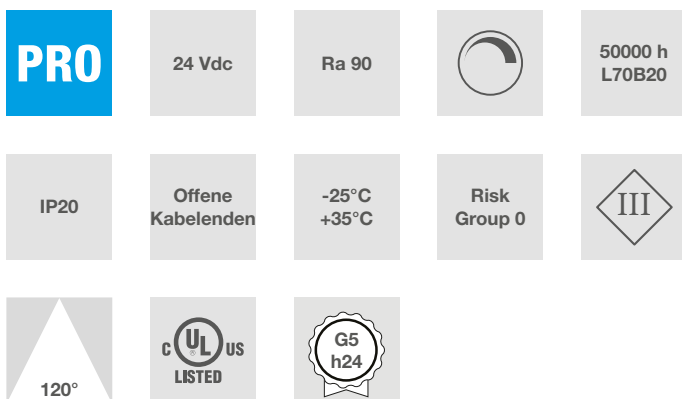 PRO
24 Vdc
Ra 90
50000 h
L70B20
IP20
Offene
Kabelenden
-25°C
+35°C
Risk
Group 0
III
120°
C UL US
®
LISTED
G5
h24